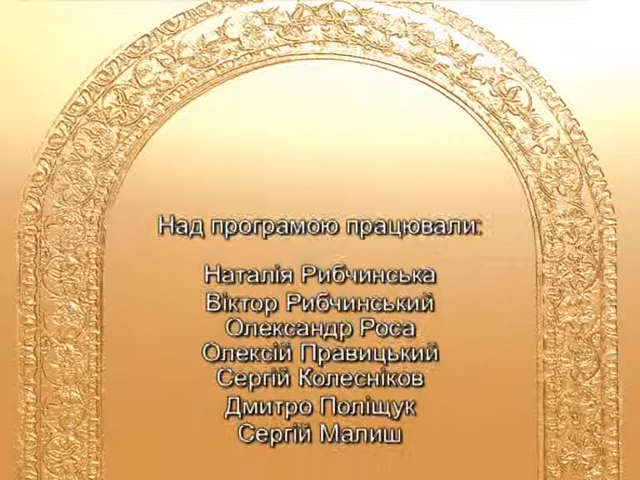 Над програмою працювали:
Наталія Рибчинська
Віктор Рибчинський
Олександр Роса
Олексій Правицький
Сергій Колесніков
Дмитро Поліщук
Сергій Малиш